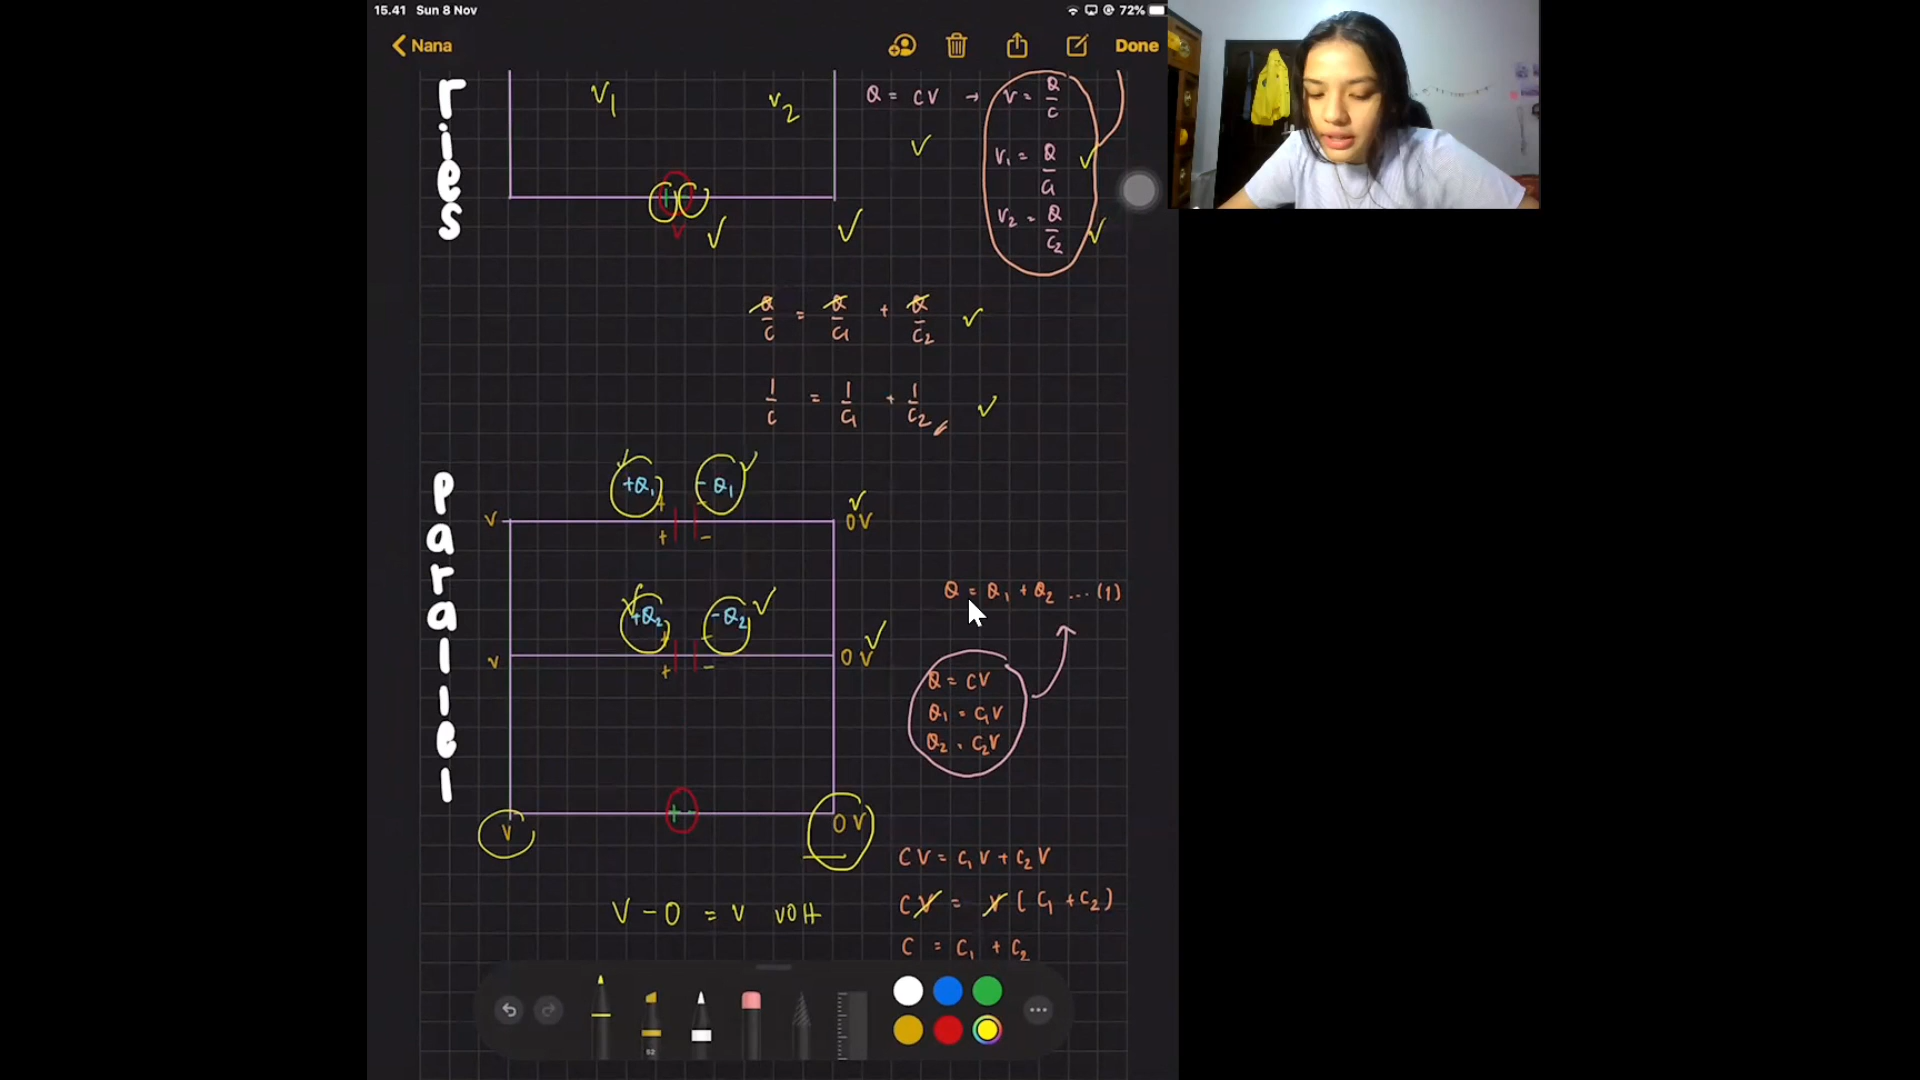 15.41 Sun 8 Nov
72%
Nana
Done
ries
V1
V2
Q = CV → V = Q/C
V1 = Q/C1
V2 = Q/C2
V
Q/C = Q/C1 + Q/C2
1/C = 1/C1 + 1/C2
Parallel
+Q1
-Q1
+
+ -
V
0V
+Q2
-Q2
+ -
V
0V
Q = Q1 + Q2 ... (1)
Q = CV
Q1 = C1V
Q2 = C2V
+ -
V
0V
V - 0 = V volt
CV = C1V + C2V
CV = V(C1 + C2)
C = C1 + C2
52